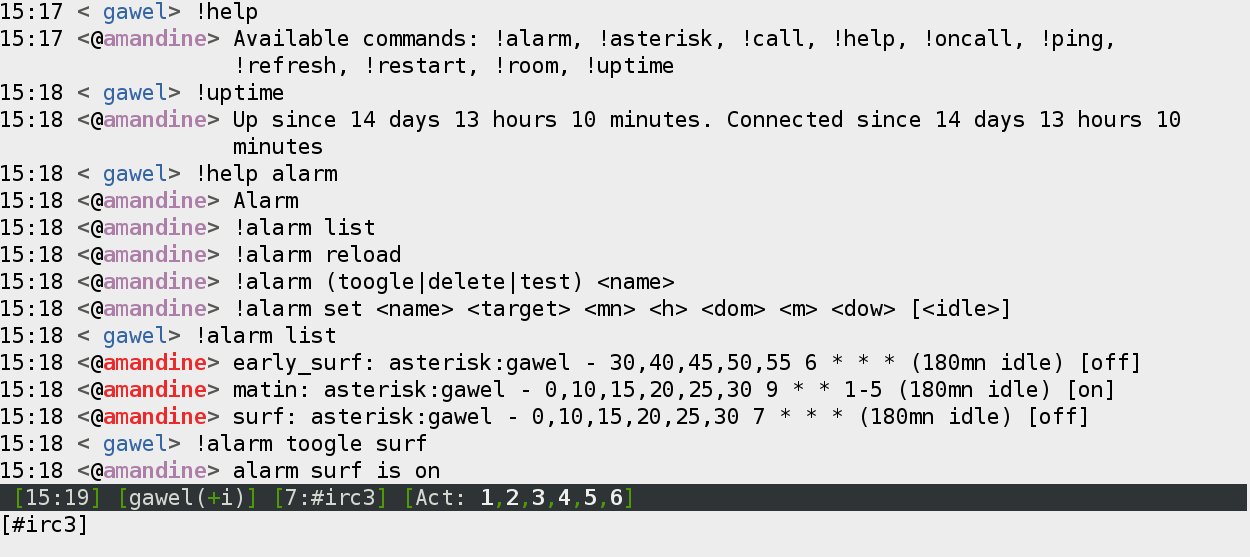 15:17 < gawel> !help
15:17 <@amandine> Available commands: !alarm, !asterisk, !call, !help, !oncall, !ping,
!refresh, !restart, !room, !uptime
15:18 < gawel> !uptime
15:18 <@amandine> Up since 14 days 13 hours 10 minutes. Connected since 14 days 13 hours 10
minutes
15:18 < gawel> !help alarm
15:18 <@amandine> Alarm
15:18 <@amandine> !alarm list
15:18 <@amandine> !alarm reload
15:18 <@amandine> !alarm (toogle|delete|test) <name>
15:18 <@amandine> !alarm set <name> <target> <mn> <h> <dom> <m> <dow> [<idle>]
15:18 < gawel> !alarm list
15:18 <@amandine> early_surf: asterisk:gawel - 30,40,45,50,55 6 * * * (180mn idle) [off]
15:18 <@amandine> matin: asterisk:gawel - 0,10,15,20,25,30 9 * * 1-5 (180mn idle) [on]
15:18 <@amandine> surf: asterisk:gawel - 0,10,15,20,25,30 7 * * * (180mn idle) [off]
15:18 < gawel> !alarm toogle surf
15:18 <@amandine> alarm surf is on
[15:19] [gawel(+i)] [7:#irc3] [Act: 1,2,3,4,5,6]
[#irc3]